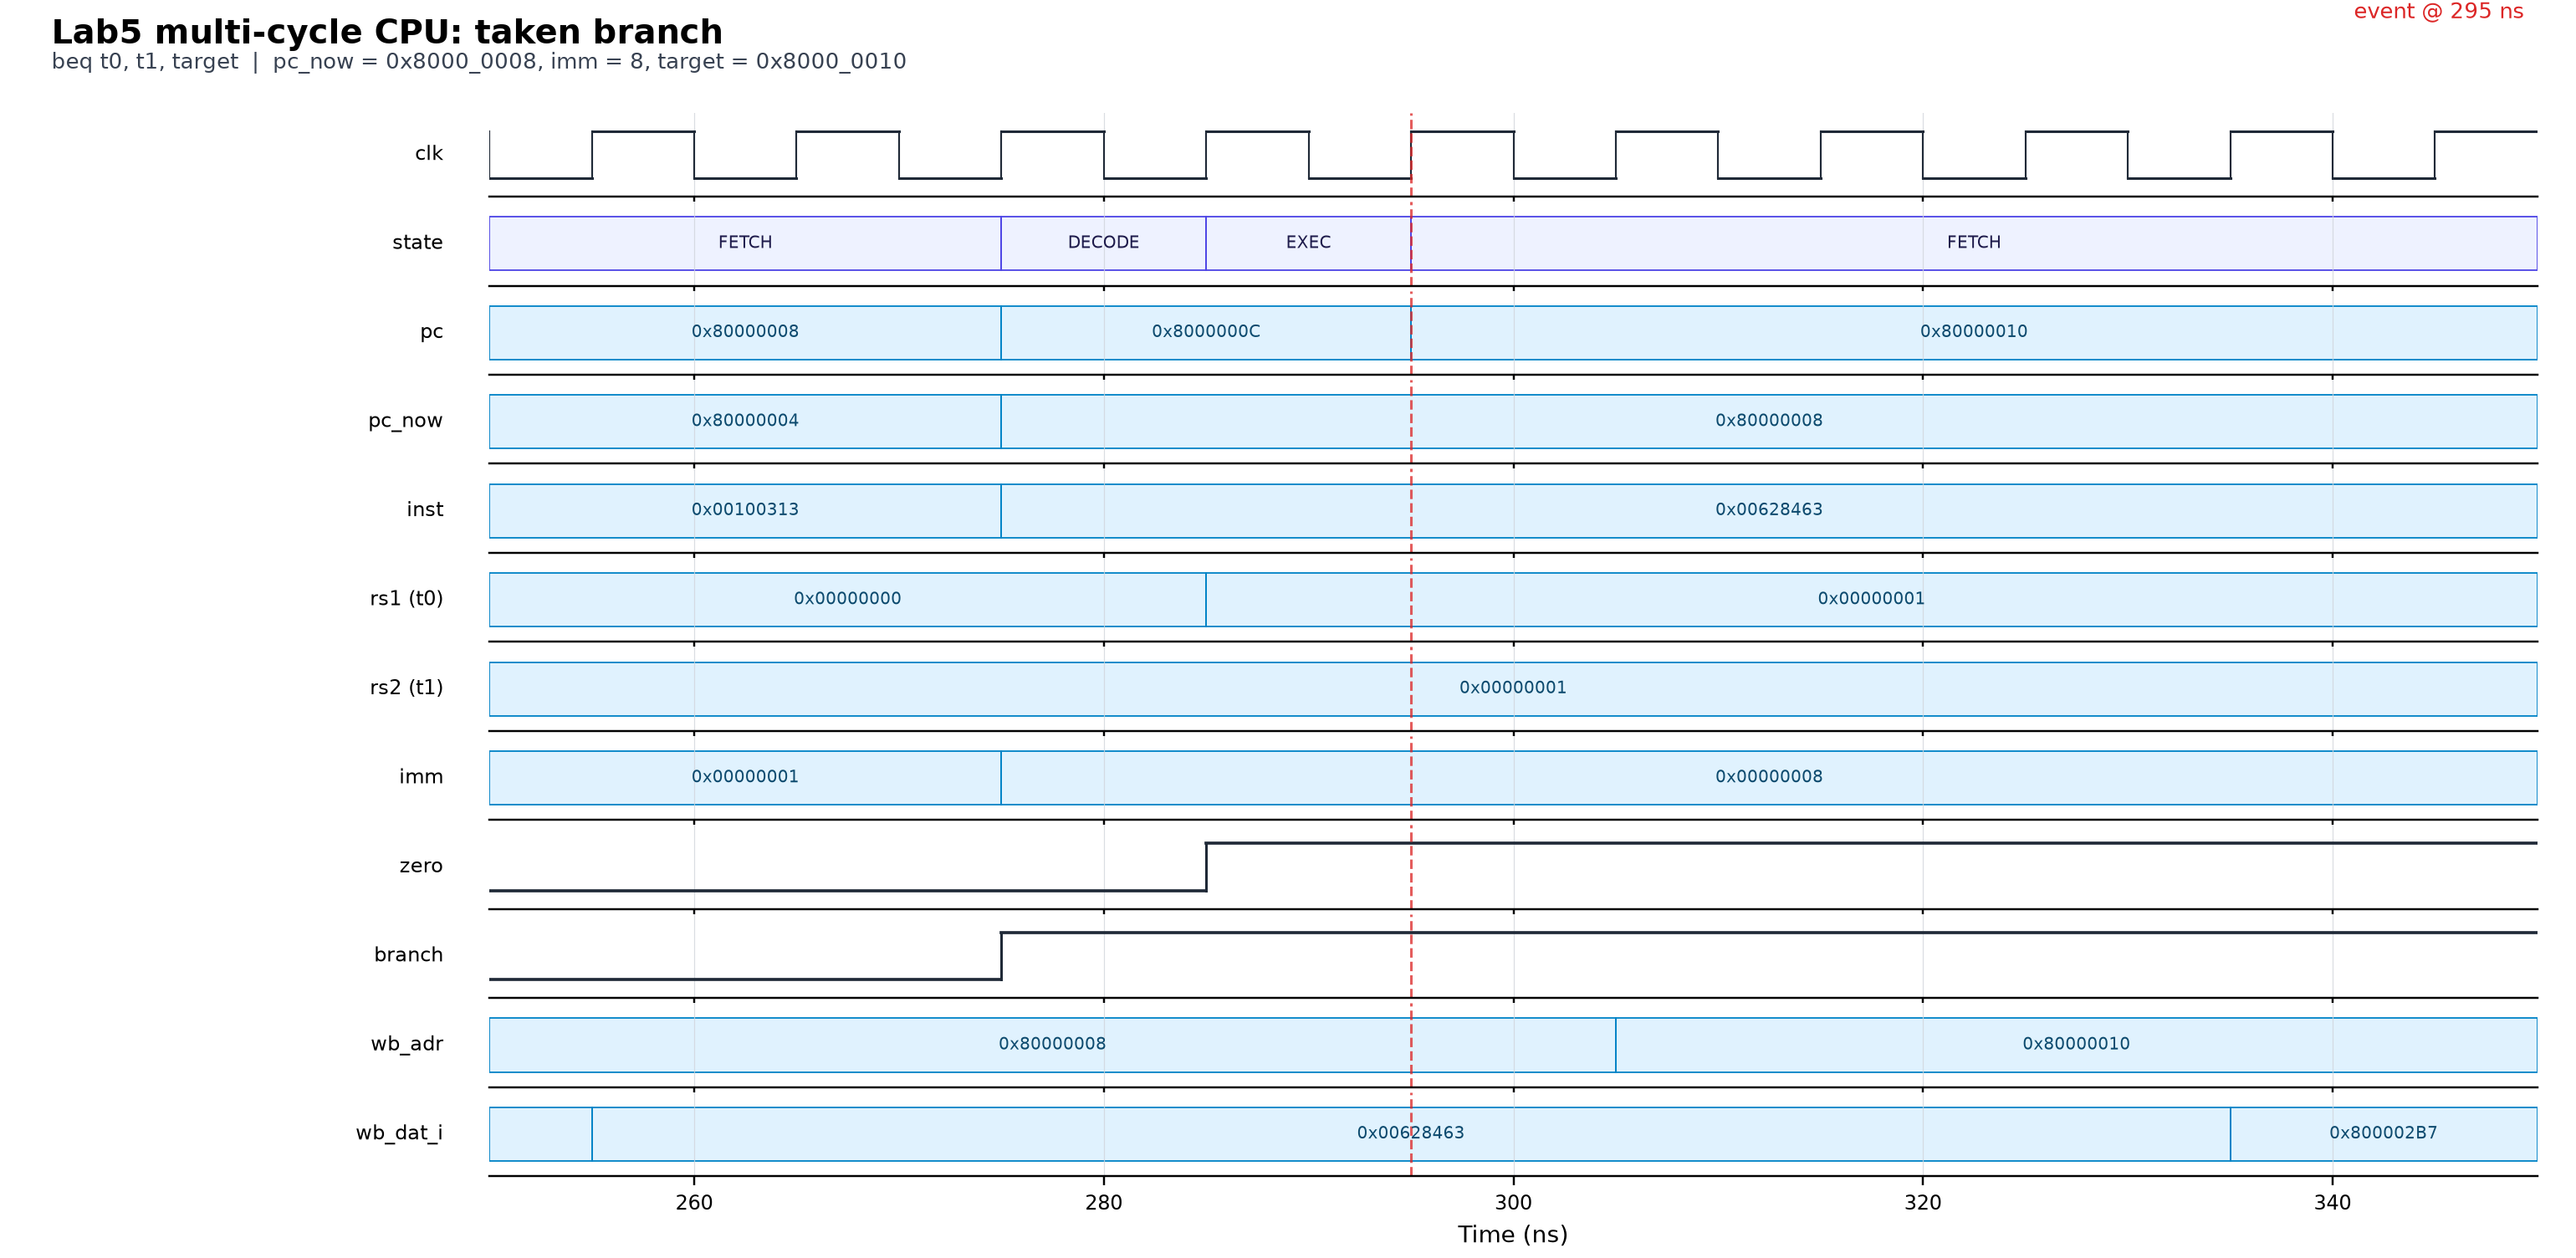 event @ 295 ns
Lab5 multi-cycle CPU: taken branch
beq t0, t1, target | pc_now = 0x8000_0008, imm = 8, target = 0x8000_0010
clk
state FETCH DECODE EXEC FETCH
pc 0x80000008 0x8000000C 0x80000010
pc_now 0x80000004 0x80000008
inst 0x00100313 0x00628463
rs1 (t0) 0x00000000 0x00000001
rs2 (t1) 0x00000001
imm 0x00000001 0x00000008
zero
branch
wb_adr 0x80000008 0x80000010
wb_dat_i 0x00628463 0x800002B7
260 280 300 320 340
Time (ns)